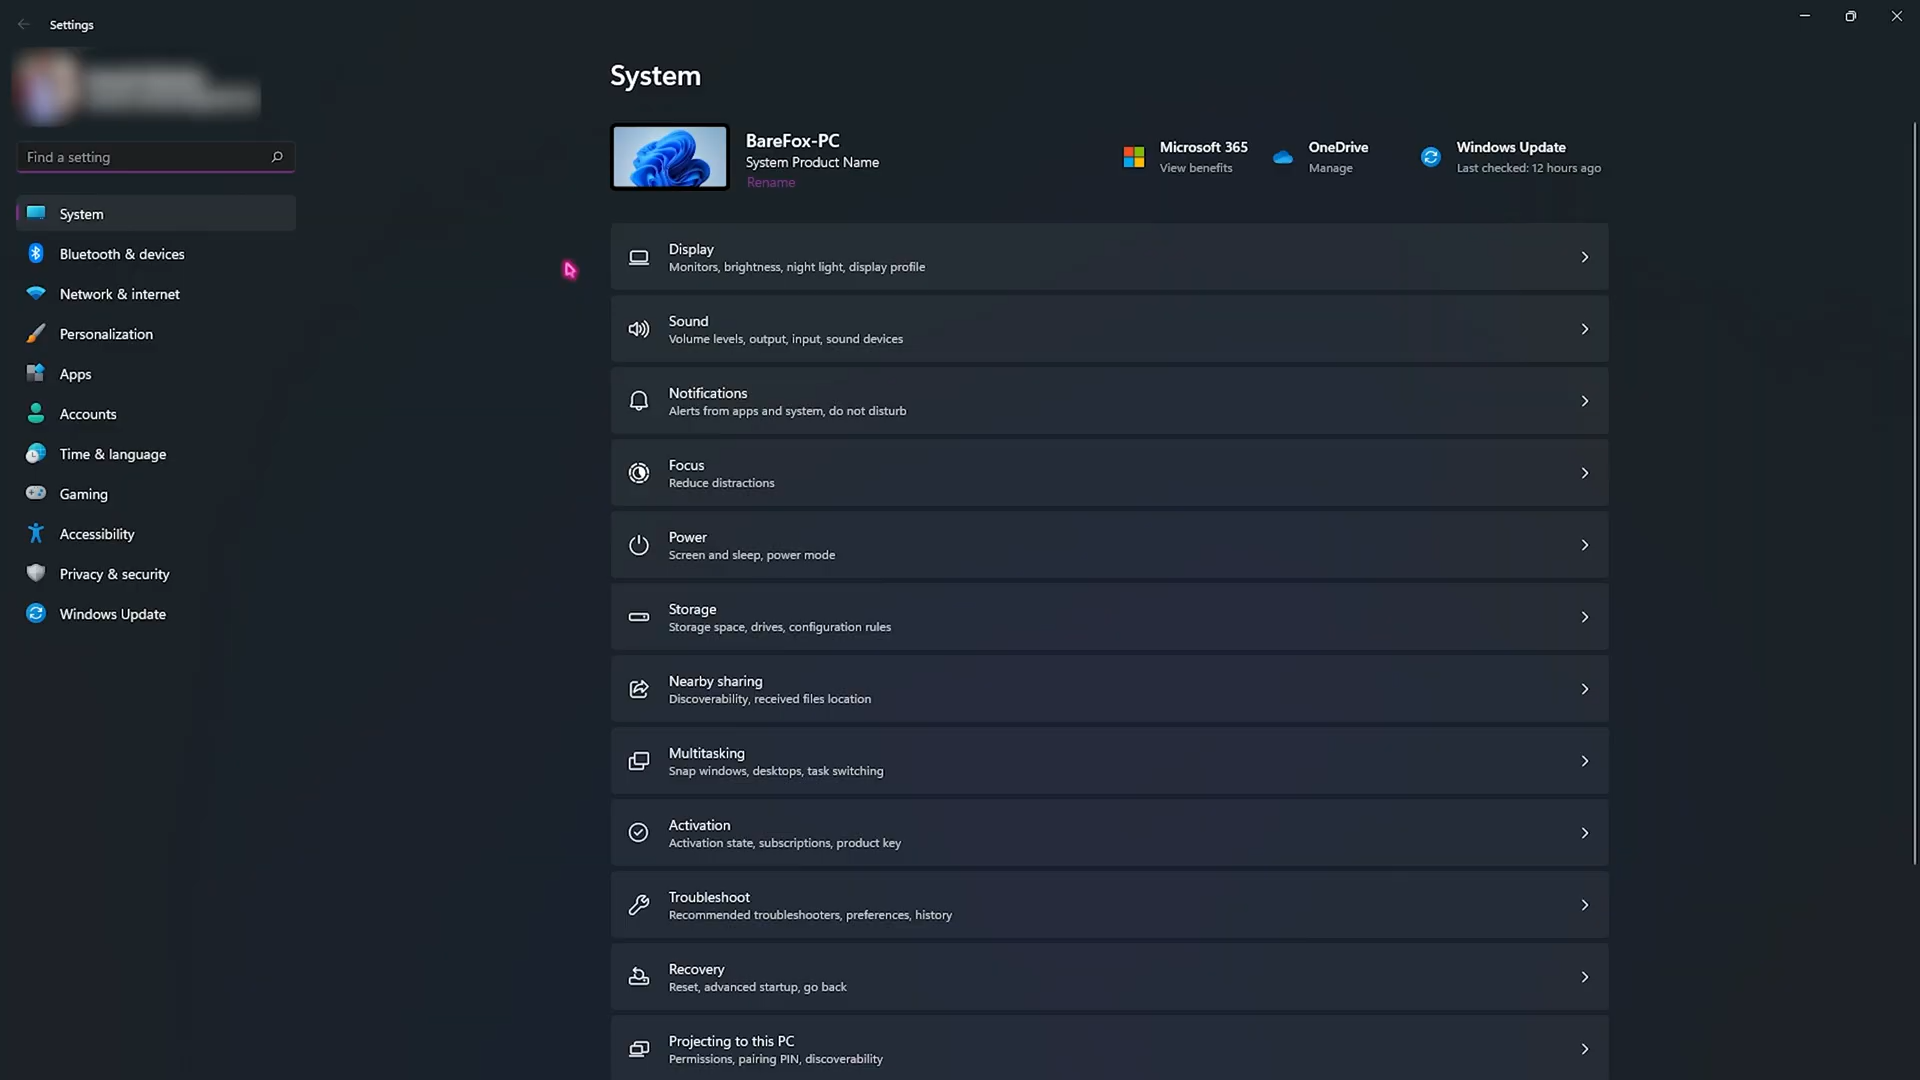 Settings
Find a setting
System
Bluetooth & devices
Network & internet
Personalization
Apps
Accounts
Time & language
Gaming
Accessibility
Privacy & security
Windows Update
System
BareFox-PC
System Product Name
Rename
Microsoft 365
View benefits
OneDrive
Manage
Windows Update
Last checked: 12 hours ago
Display
Monitors, brightness, night light, display profile
Sound
Volume levels, output, input, sound devices
Notifications
Alerts from apps and system, do not disturb
Focus
Reduce distractions
Power
Screen and sleep, power mode
Storage
Storage space, drives, configuration rules
Nearby sharing
Discoverability, received files location
Multitasking
Snap windows, desktops, task switching
Activation
Activation state, subscriptions, product key
Troubleshoot
Recommended troubleshooters, preferences, history
Recovery
Reset, advanced startup, go back
Projecting to this PC
Permissions, pairing PIN, discoverability